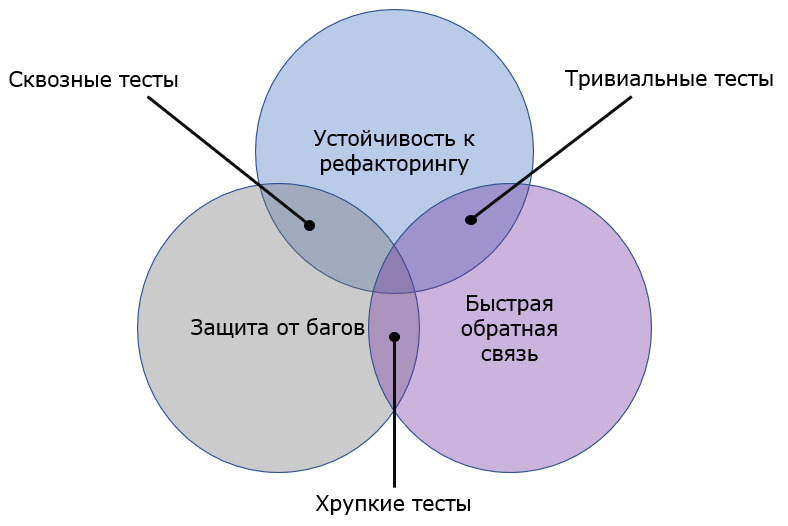 Сквозные тесты
Тривиальные тесты
Устойчивость к
рефакторингу
Защита от багов
Быстрая
обратная
связь
Хрупкие тесты